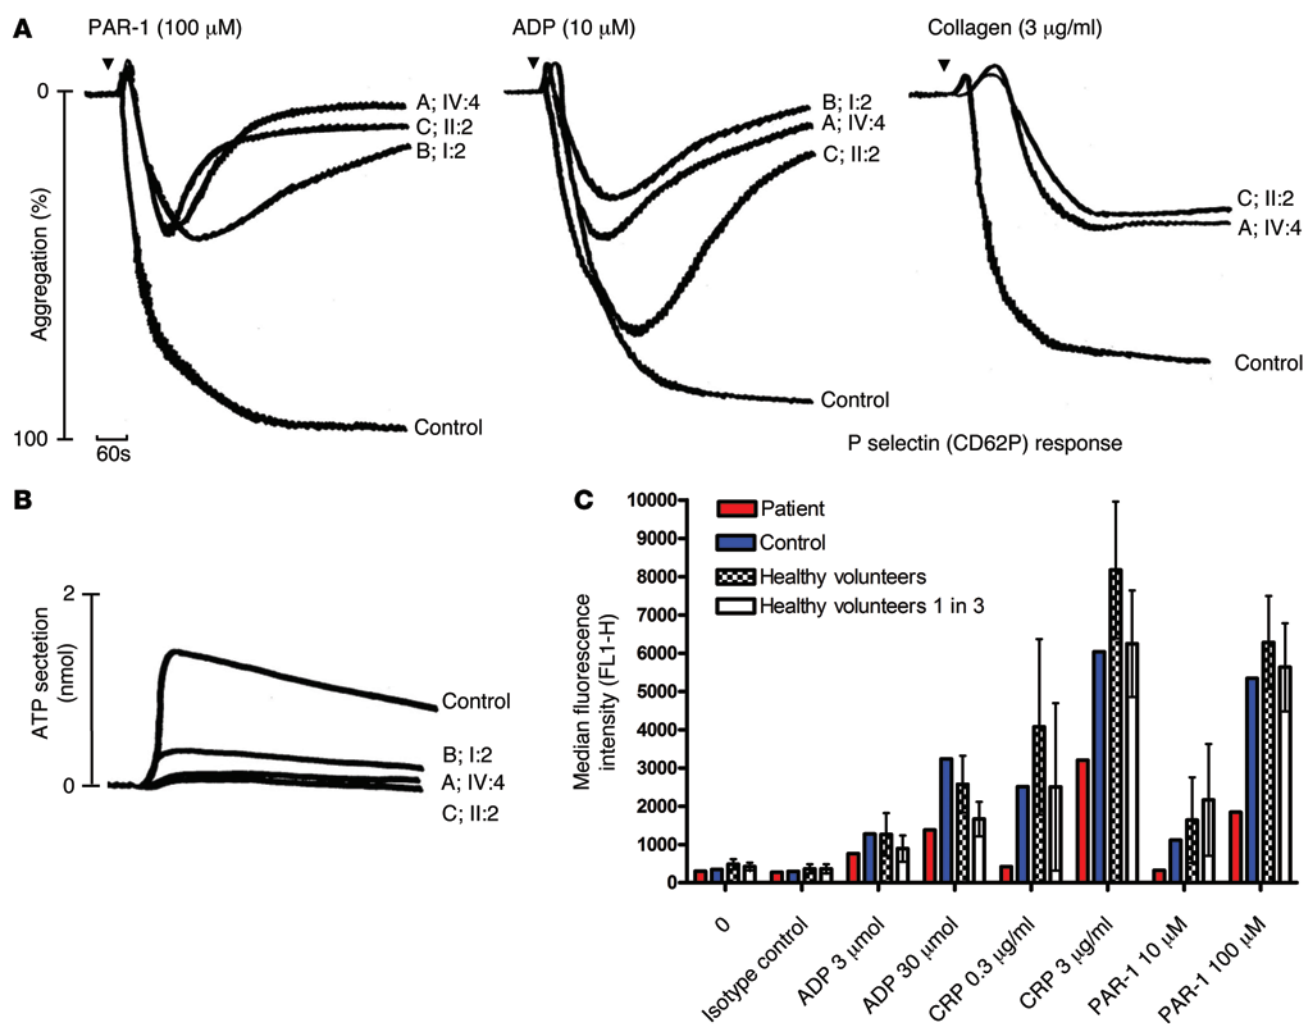 A
PAR-1 (100 μM)
ADP (10 μM)
Collagen (3 μg/ml)
0
Aggregation (%)
100
60s
A; IV:4
C; II:2
B; I:2
Control
B; I:2
A; IV:4
C; II:2
Control
C; II:2
A; IV:4
Control
P selectin (CD62P) response
B
2
ATP sectetion
(nmol)
0
Control
B; I:2
A; IV:4
C; II:2
C
Median fluorescence
intensity (FL1-H)
10000
9000
8000
7000
6000
5000
4000
3000
2000
1000
0
Patient
Control
Healthy volunteers
Healthy volunteers 1 in 3
0
Isotype control
ADP 3 μmol
ADP 30 μmol
CRP 0.3 μg/ml
CRP 3 μg/ml
PAR-1 10 μM
PAR-1 100 μM